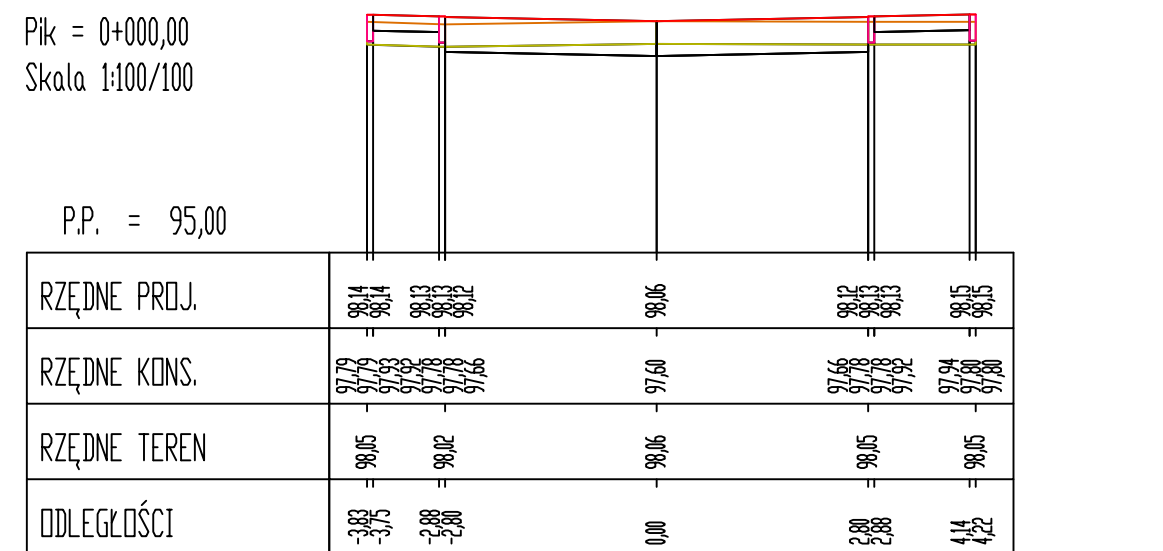 Pik = 0+000,00
Skala 1:100/100
P.P. = 95,00
RZĘDNE PROJ. 98,14 98,14 98,13 98,13 98,12 98,06 98,12 98,13 98,13 98,15 98,15
RZĘDNE KONS. 97,79 97,79 97,93 97,92 97,78 97,78 97,66 97,60 97,66 97,78 97,78 97,92 97,94 97,80 97,80
RZĘDNE TEREN 98,05 98,02 98,06 98,05 98,05
ODLEGŁOŚCI -3,83 -3,75 -2,88 -2,80 0,00 2,80 2,88 4,14 4,22